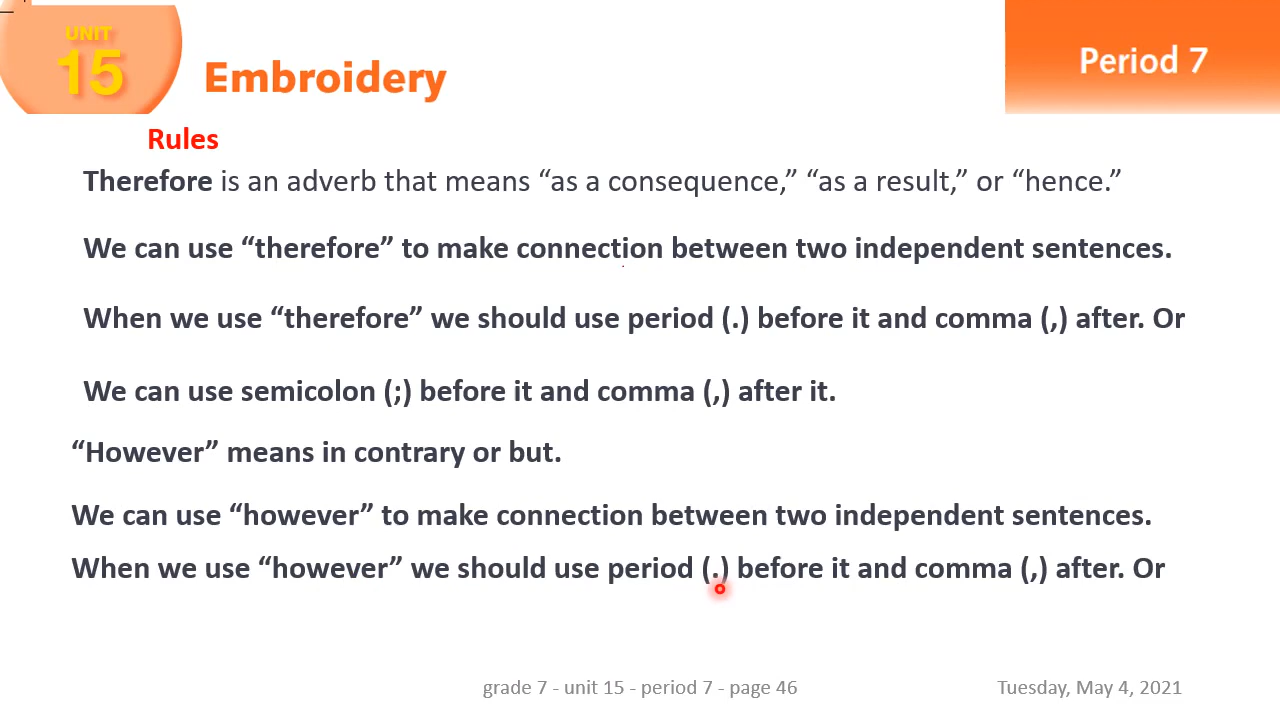 UNIT
15
Embroidery
Period 7
Rules
Therefore is an adverb that means “as a consequence,” “as a result,” or “hence.”
We can use “therefore” to make connection between two independent sentences.
When we use “therefore” we should use period (.) before it and comma (,) after. Or
We can use semicolon (;) before it and comma (,) after it.
“However” means in contrary or but.
We can use “however” to make connection between two independent sentences.
When we use “however” we should use period (.) before it and comma (,) after. Or
grade 7 - unit 15 - period 7 - page 46
Tuesday, May 4, 2021